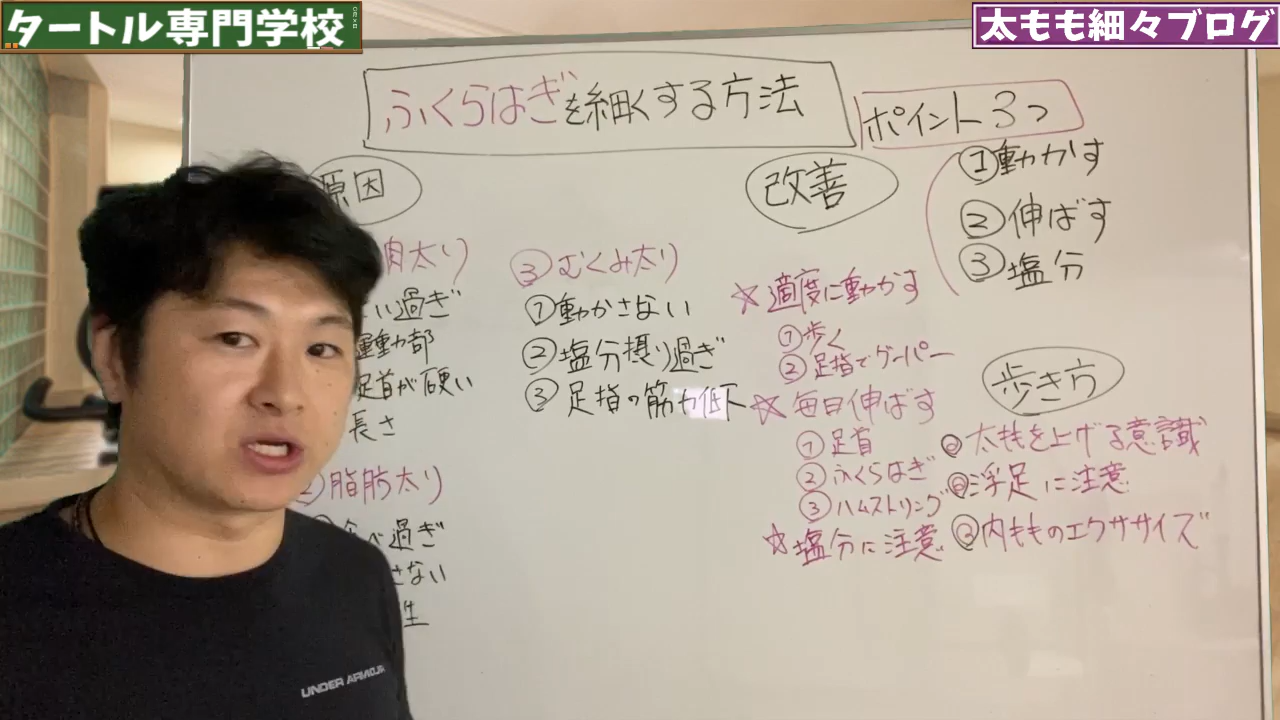 タートル専門学校
太もも細々ブログ
ふくらはぎを細くする方法
ポイント3つ
①動かす
②伸ばす
③塩分
原因
肉太り
い過ぎ
運動部
足首が硬い
長さ
②脂肪太り
食べ過ぎ
さない
生
③むくみ太り
①動かさない
②塩分摂り過ぎ
③足指の筋力低下
改善
☆適度に動かす
①歩く
②足指でグーパー
☆毎日伸ばす
①足首
②ふくらはぎ
③ハムストリング
☆塩分に注意
歩き方
太ももを上げる意識
浮足に注意
③内もものエクササイズ
UNDER ARMOUR